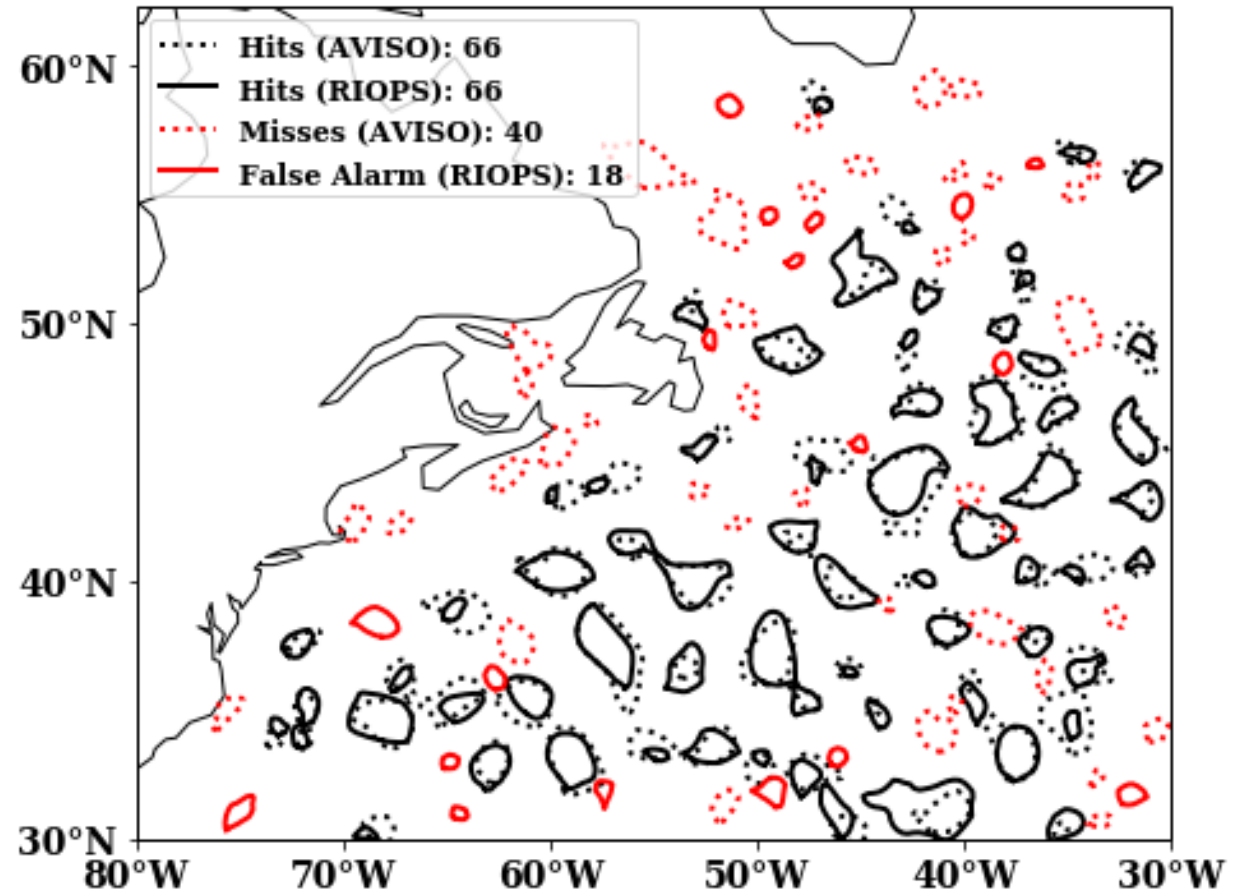 Hits (AVISO): 66
Hits (RIOPS): 66
Misses (AVISO): 40
False Alarm (RIOPS): 18
60°N
50°N
40°N
30°N
80°W 70°W 60°W 50°W 40°W 30°W